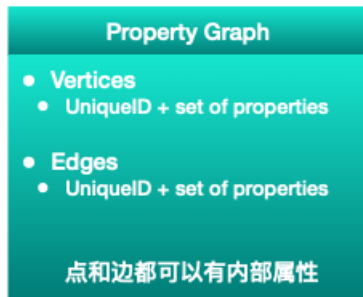 Property Graph
● Vertices
● UniqueID + set of properties
● Edges
● UniqueID + set of properties
点和边都可以有内部属性